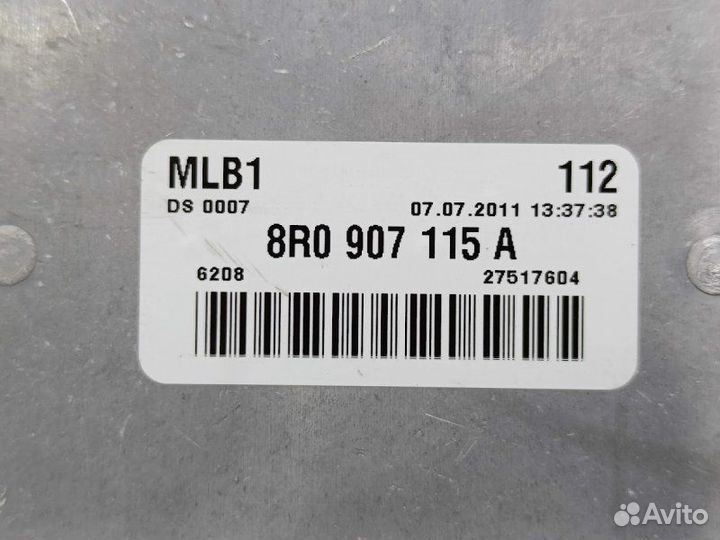 MLB1 112
DS 0007 07.07.2011 13:37:38
8R0 907 115 A
6208 27517604
Avito